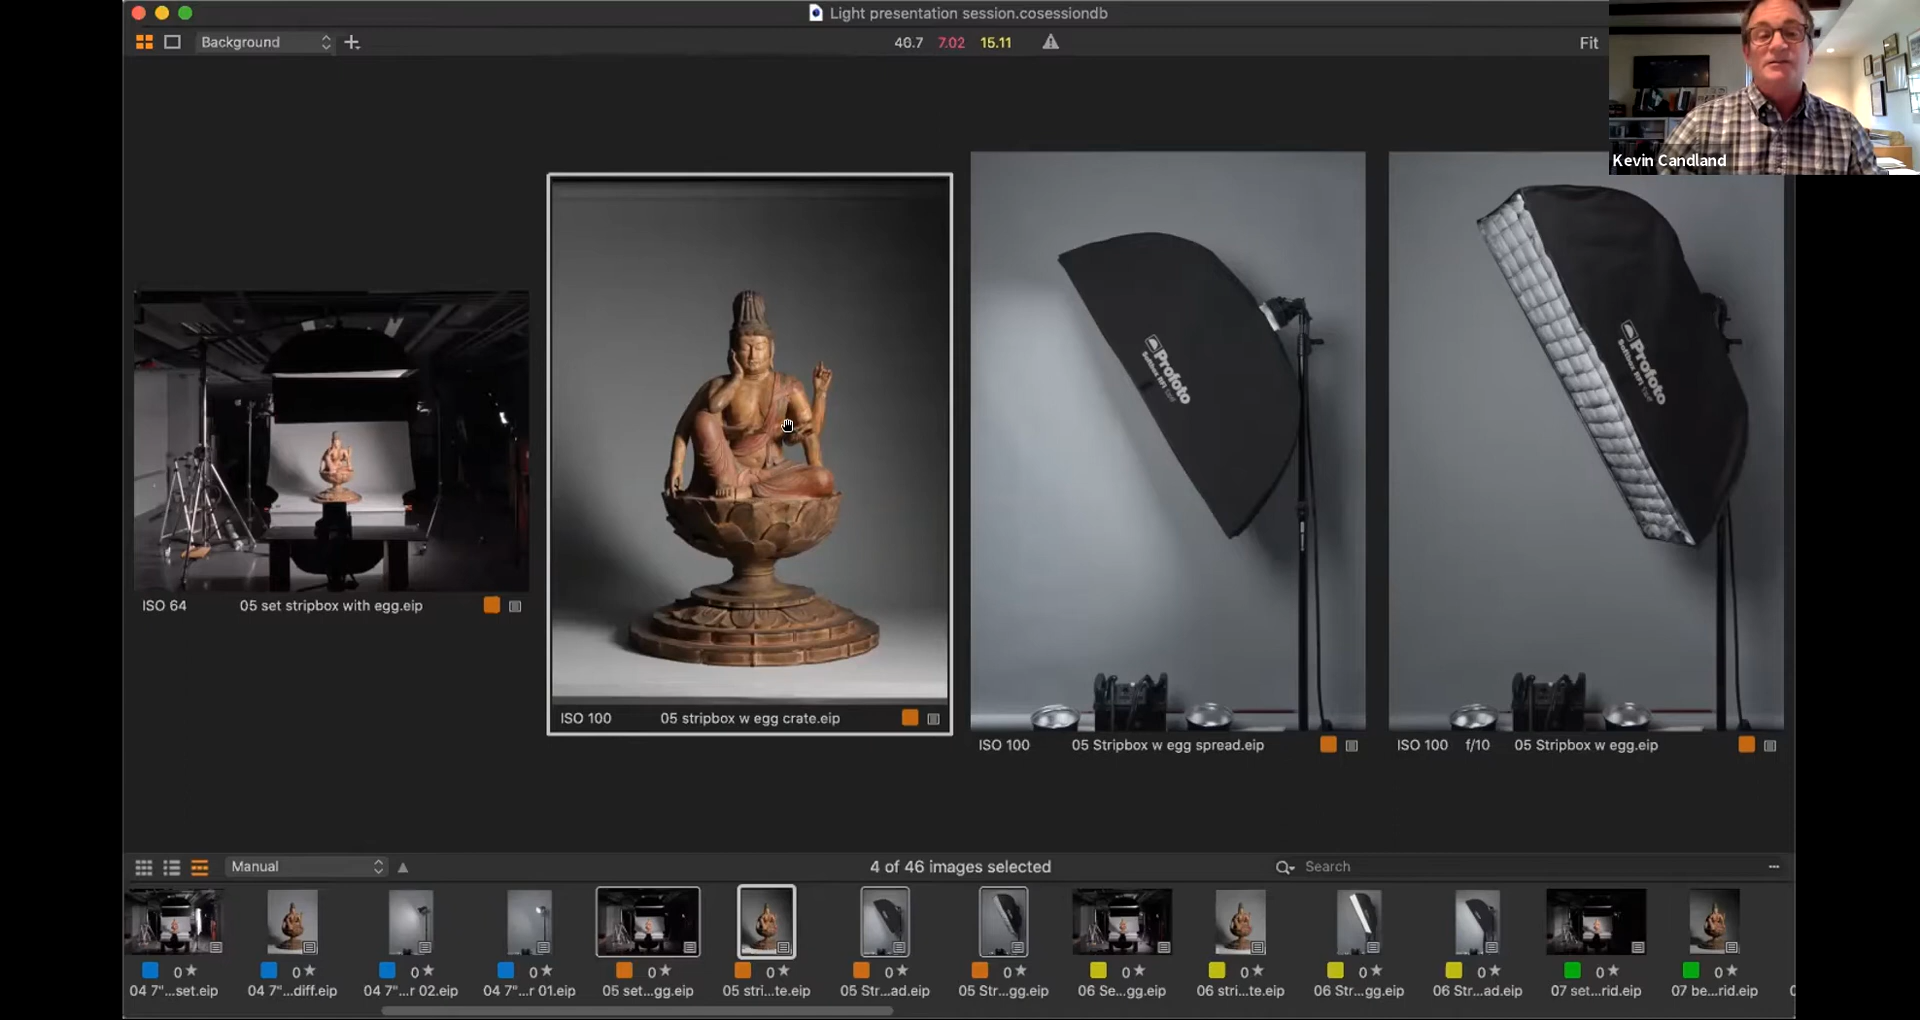 Light presentation session.cosessiondb
Background
40.7 7.02 15.11
Fit
Kevin Candland
Profoto
Softbox RFi
Profoto
Softbox RFi
ISO 64 05 set stripbox with egg.eip
ISO 100 05 stripbox w egg crate.eip
ISO 100 05 Stripbox w egg spread.eip
ISO 100 f/10 05 Stripbox w egg.eip
Manual
4 of 46 images selected
Search
0 ★ 0 ★ 0 ★ 0 ★ 0 ★ 0 ★ 0 ★ 0 ★ 0 ★ 0 ★ 0 ★ 0 ★ 0 ★ 0 ★
04 7"...set.eip 04 7"...diff.eip 04 7"...r 02.eip 04 7"...r 01.eip 05 set...gg.eip 05 stri...te.eip 05 Str...ad.eip 05 Str...gg.eip 06 Se...gg.eip 06 stri...te.eip 06 Str...gg.eip 06 Str...ad.eip 07 set...rid.eip 07 be...rid.eip